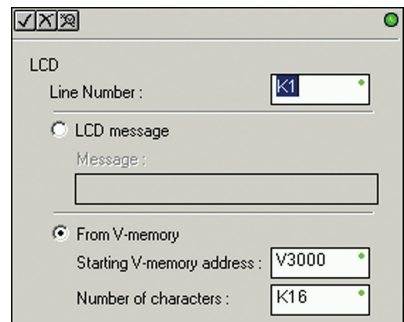 LCD
Line Number : K1
LCD message
Message :
From V-memory
Starting V-memory address : V3000
Number of characters : K16